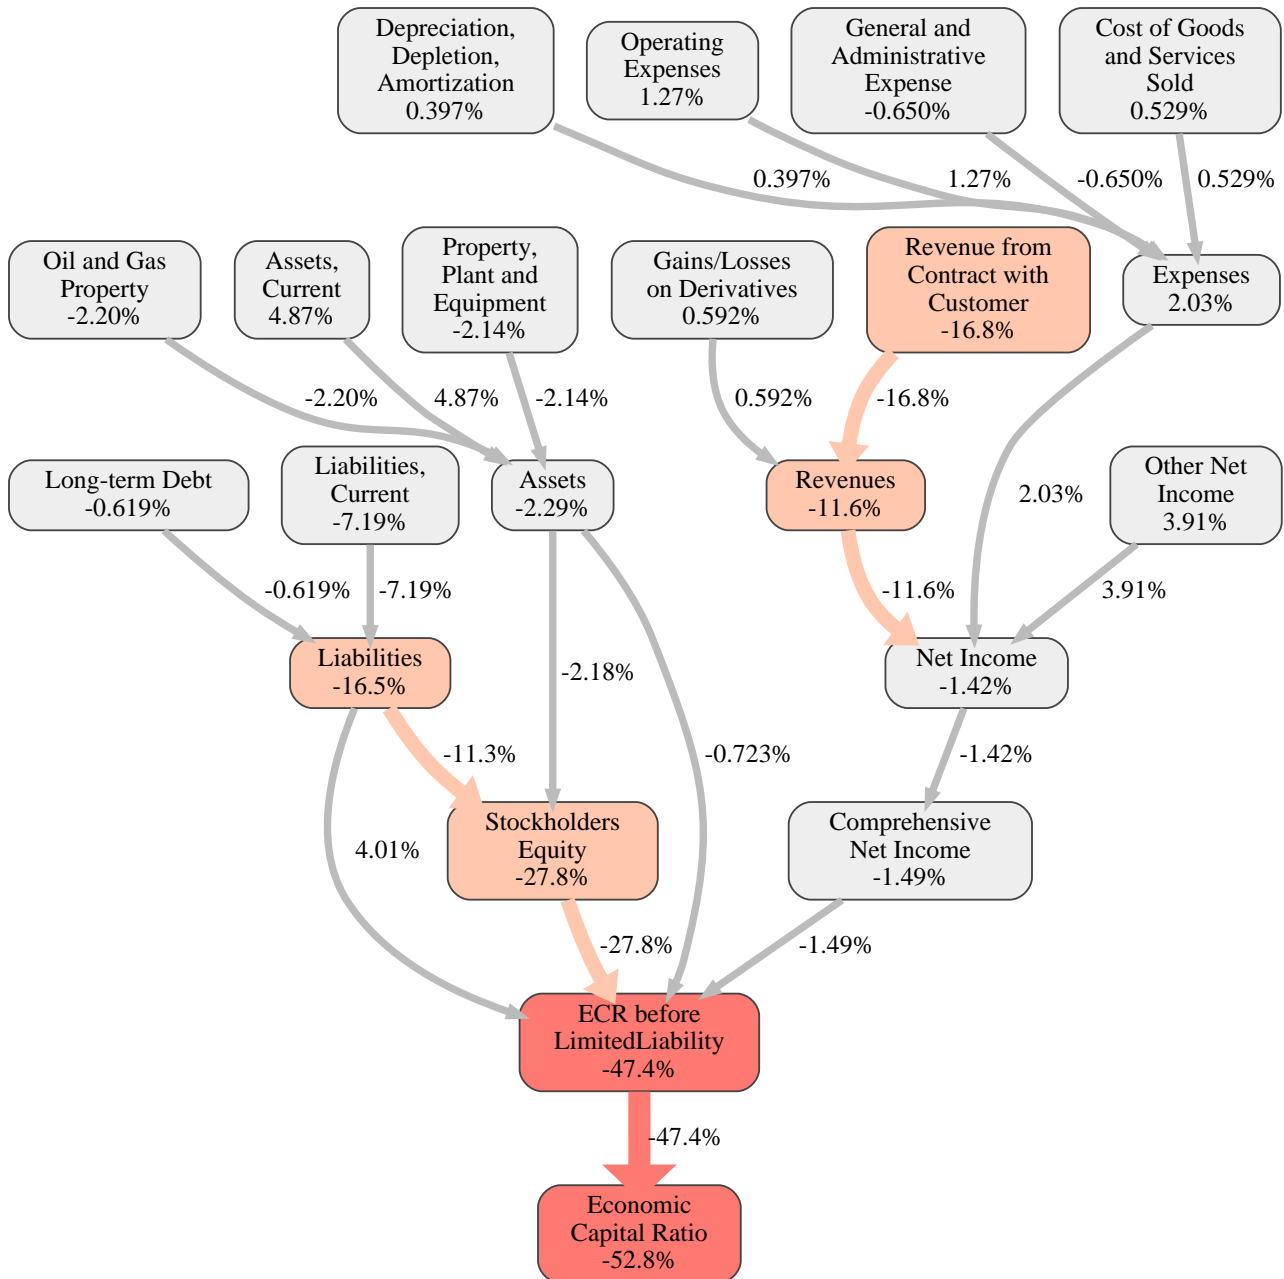 Depreciation,
Depletion,
Amortization
0.397%
Operating
Expenses
1.27%
General and
Administrative
Expense
-0.650%
Cost of Goods
and Services
Sold
0.529%
0.397%
1.27%
-0.650%
0.529%
Oil and Gas
Property
-2.20%
Assets,
Current
4.87%
Property,
Plant and
Equipment
-2.14%
Gains/Losses
on Derivatives
0.592%
Revenue from
Contract with
Customer
-16.8%
Expenses
2.03%
-2.20%
4.87%
-2.14%
0.592%
-16.8%
2.03%
Long-term Debt
-0.619%
Liabilities,
Current
-7.19%
Assets
-2.29%
Revenues
-11.6%
Other Net
Income
3.91%
-0.619%
-7.19%
-11.6%
3.91%
Liabilities
-16.5%
-2.18%
Net Income
-1.42%
-11.3%
-0.723%
-1.42%
4.01%
Stockholders
Equity
-27.8%
Comprehensive
Net Income
-1.49%
-27.8%
-1.49%
ECR before
LimitedLiability
-47.4%
-47.4%
Economic
Capital Ratio
-52.8%